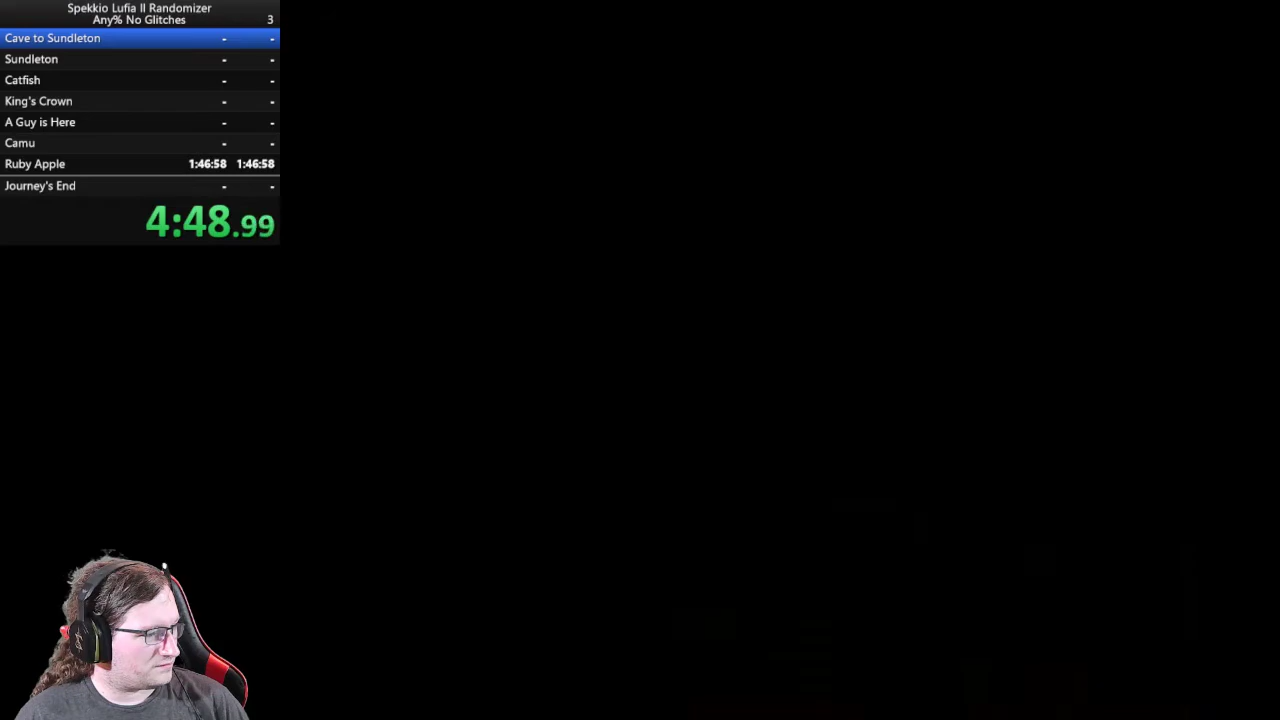 Spekkio Lufia II Randomizer
Any% No Glitches 3
Cave to Sundleton - -
Sundleton - -
Catfish - -
King's Crown - -
A Guy is Here - -
Camu - -
Ruby Apple 1:46:58 1:46:58
Journey's End - -
4:48.99